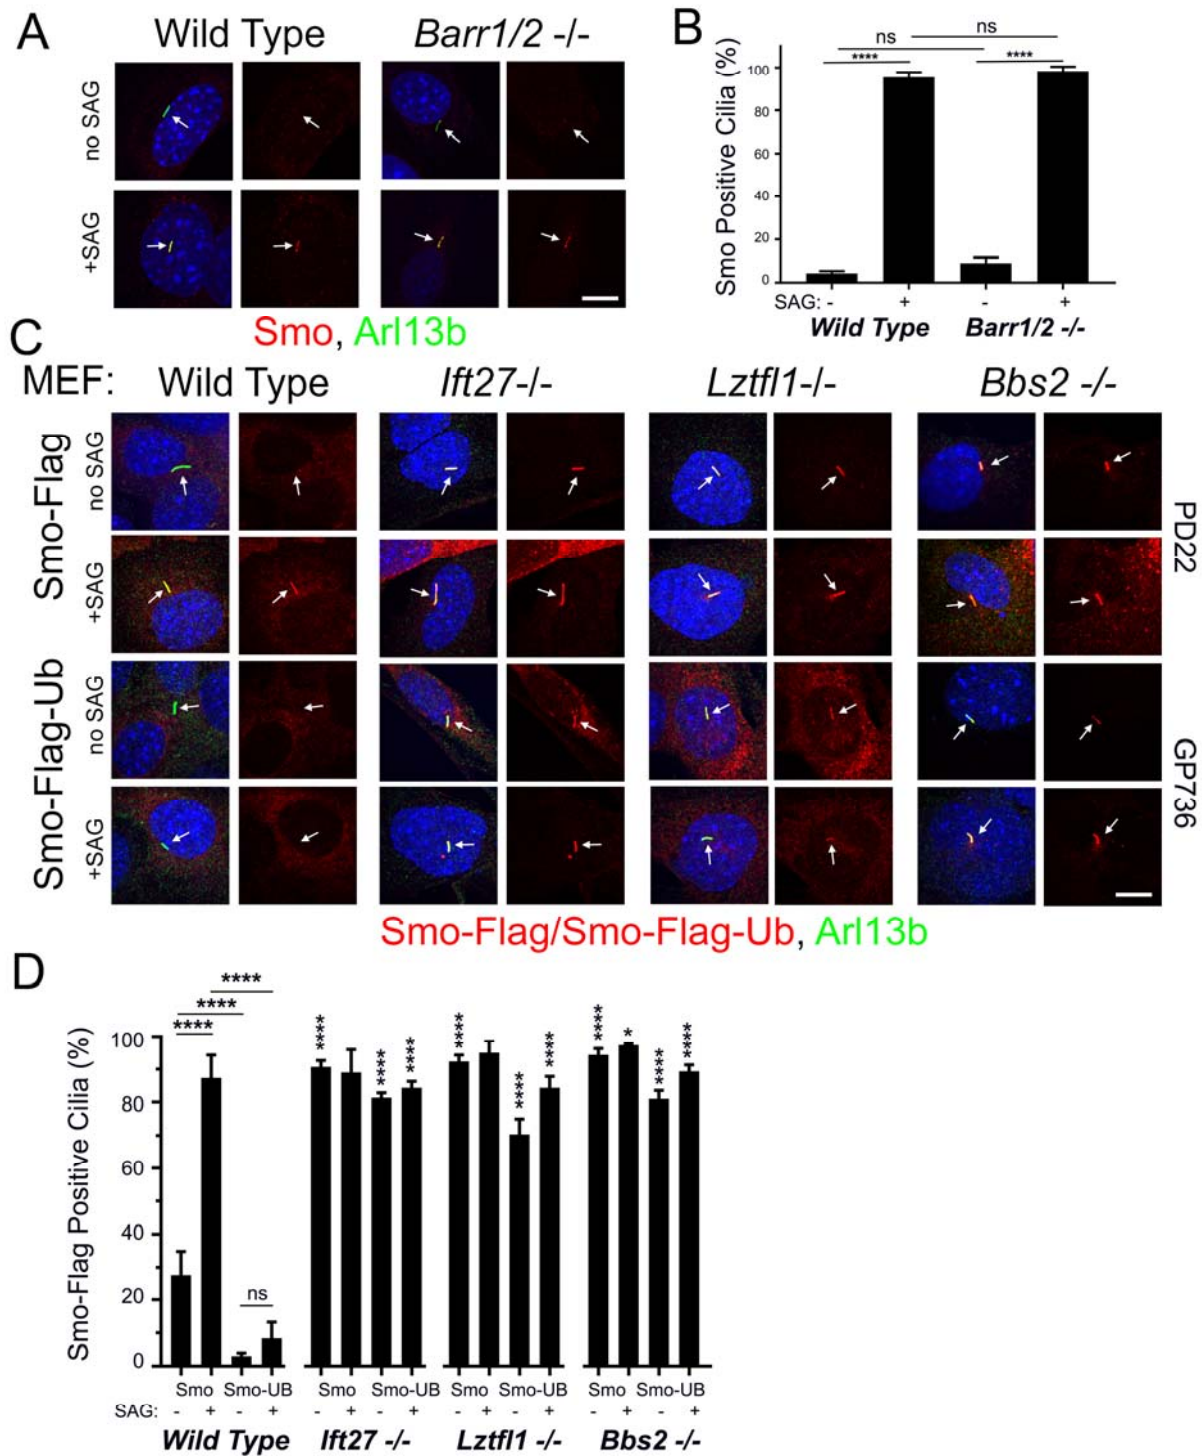 A
Wild Type
Barr1/2 -/-
no SAG
+SAG
Smo, Arl13b
B
Smo Positive Cilia (%)
ns
ns
****
****
100
80
60
40
20
0
SAG: - + - +
Wild Type Barr1/2 -/-
C
MEF: Wild Type Ift27-/- Lztfl1-/- Bbs2 -/-
Smo-Flag
no SAG
+SAG
PD22
Smo-Flag-Ub
no SAG
+SAG
GP736
Smo-Flag/Smo-Flag-Ub, Arl13b
D
Smo-Flag Positive Cilia (%)
****
****
****
ns
**** **** ****
**** **** ****
**** * **** ****
100
80
60
40
20
0
Smo Smo-UB Smo Smo-UB Smo Smo-UB Smo Smo-UB
SAG: - + - + - + - + - + - + - + - +
Wild Type Ift27 -/- Lztfl1 -/- Bbs2 -/-